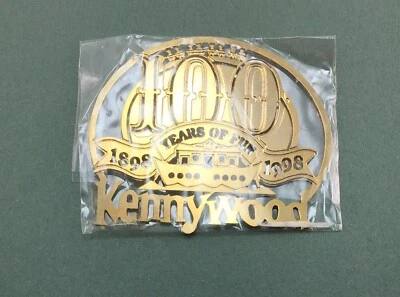 100
YEARS OF FUN
1898 1998
Kennywood